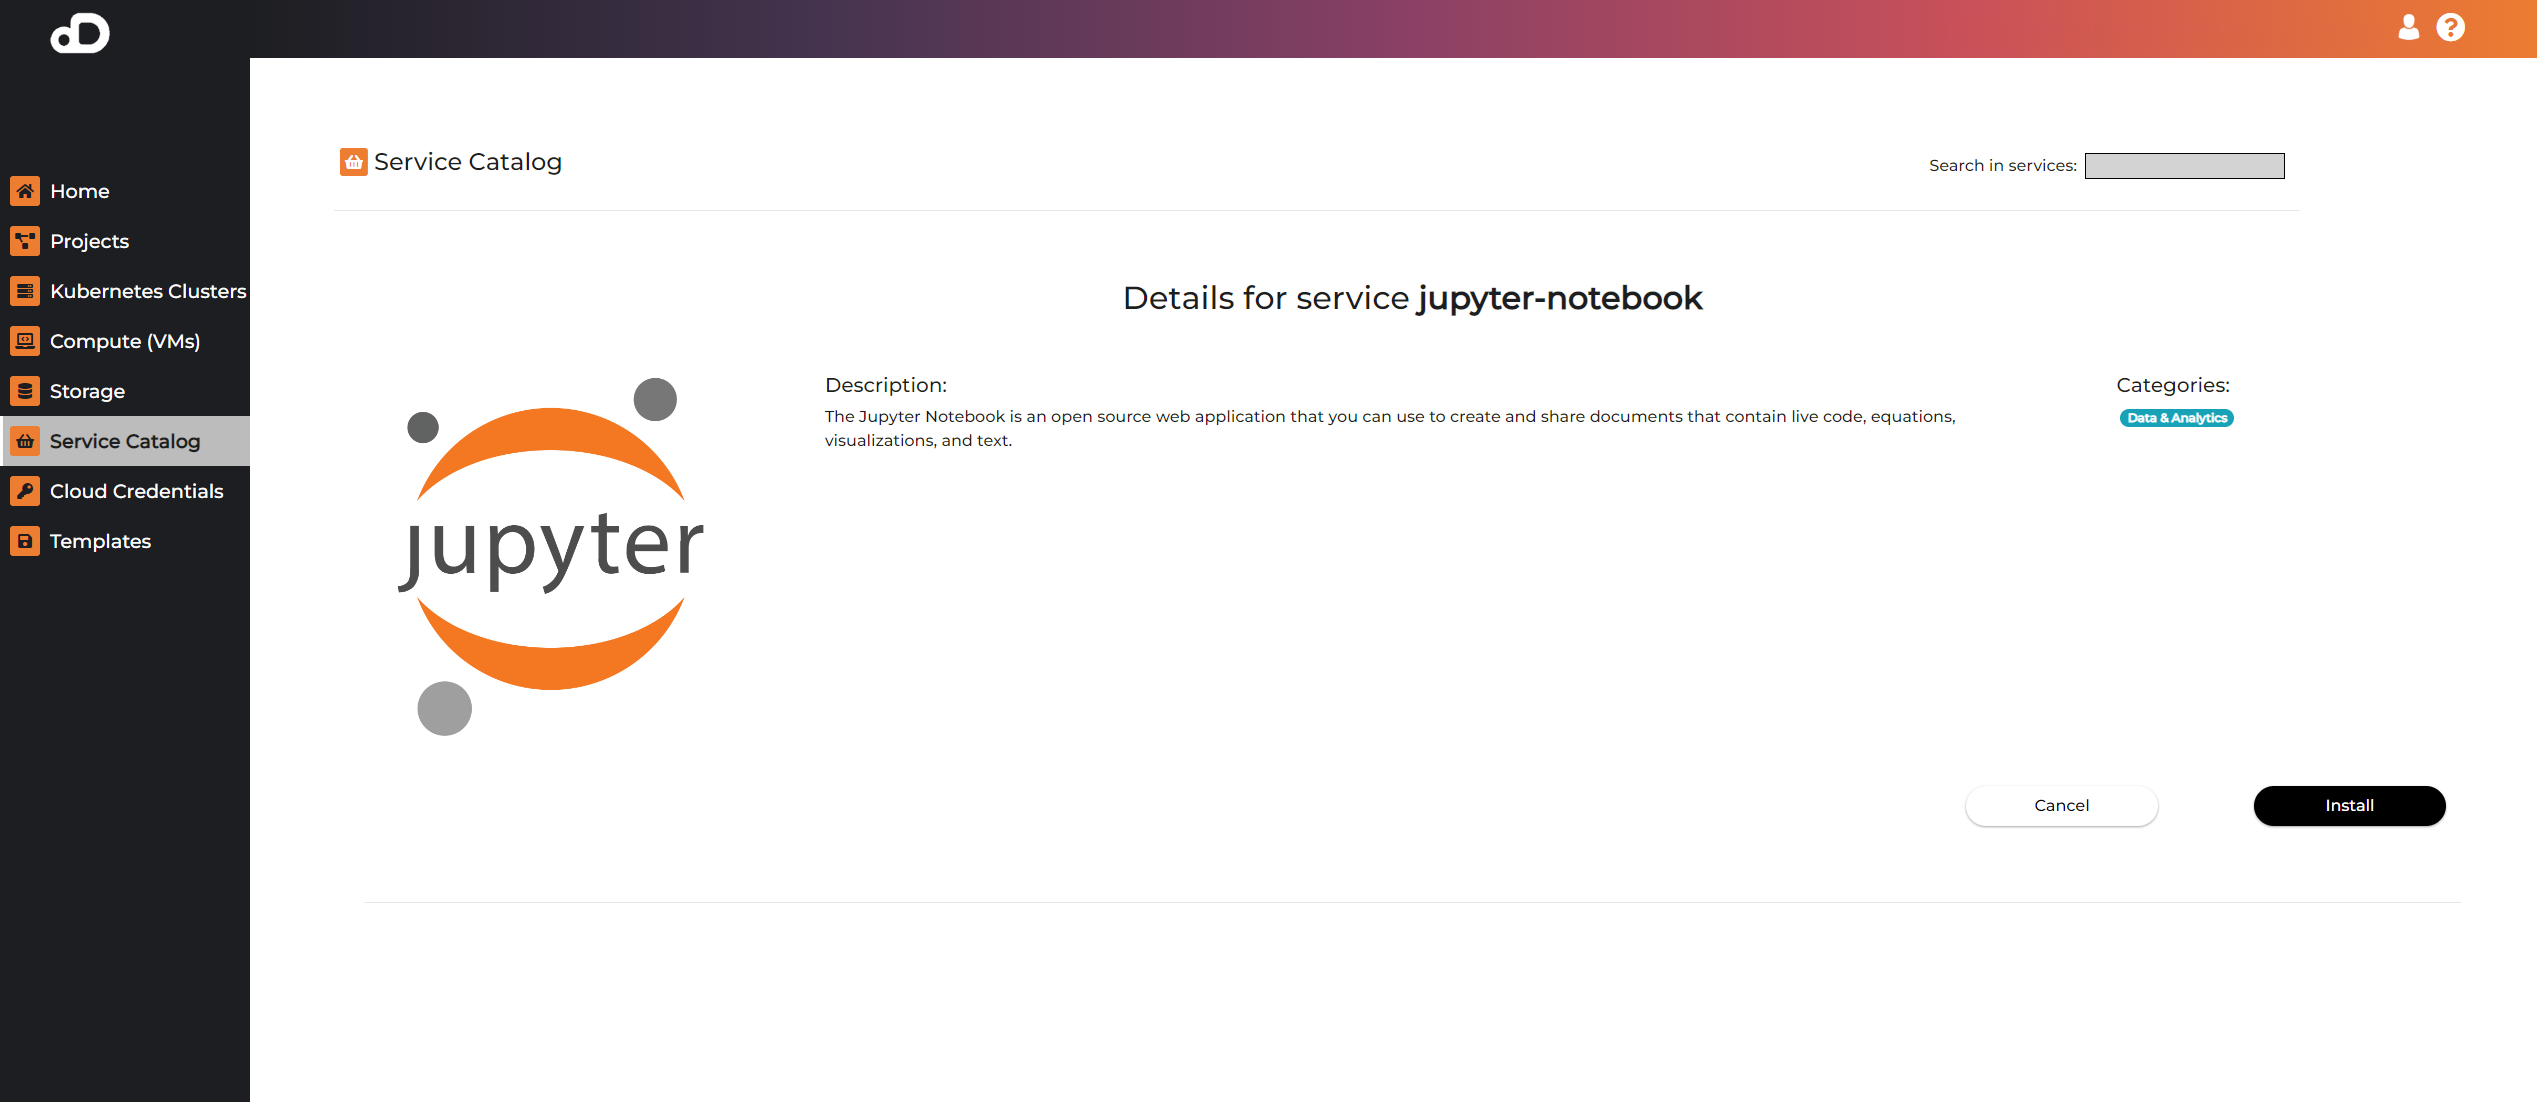 Home
Projects
Kubernetes Clusters
Compute (VMs)
Storage
Service Catalog
Cloud Credentials
Templates
Service Catalog
Search in services:
Details for service jupyter-notebook
jupyter
Description:
The Jupyter Notebook is an open source web application that you can use to create and share documents that contain live code, equations,
visualizations, and text.
Categories:
Data & Analytics
Cancel
Install